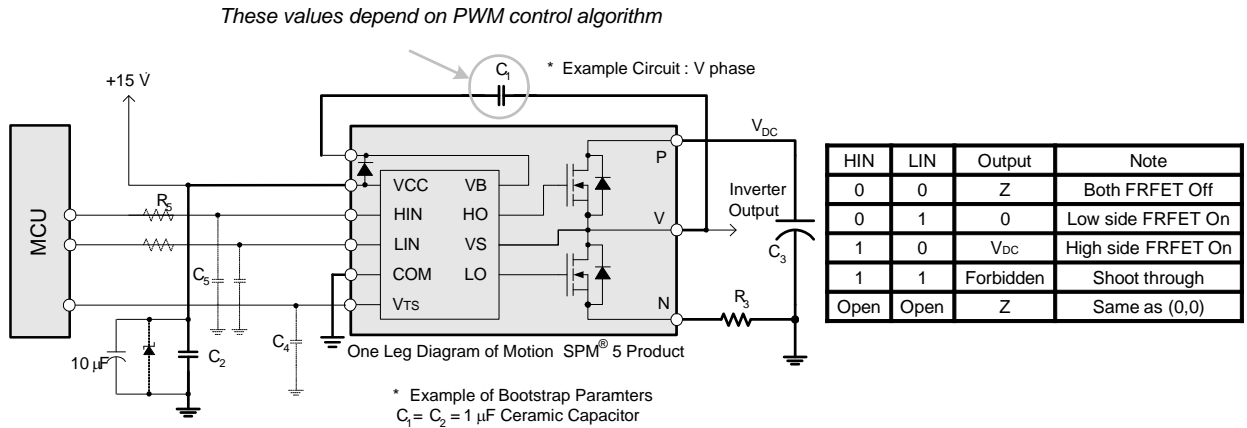 These values depend on PWM control algorithm
C1
* Example Circuit : V phase
+15 V
MCU
R5
C5
C4
10 µF
C2
VCC
HIN
LIN
COM
VTS
VB
HO
VS
LO
P
V
N
VDC
Inverter
Output
C3
R3
One Leg Diagram of Motion SPM® 5 Product
* Example of Bootstrap Paramters
C1= C2 = 1 µF Ceramic Capacitor
HIN LIN Output Note
0 0 Z Both FRFET Off
0 1 0 Low side FRFET On
1 0 VDC High side FRFET On
1 1 Forbidden Shoot through
Open Open Z Same as (0,0)